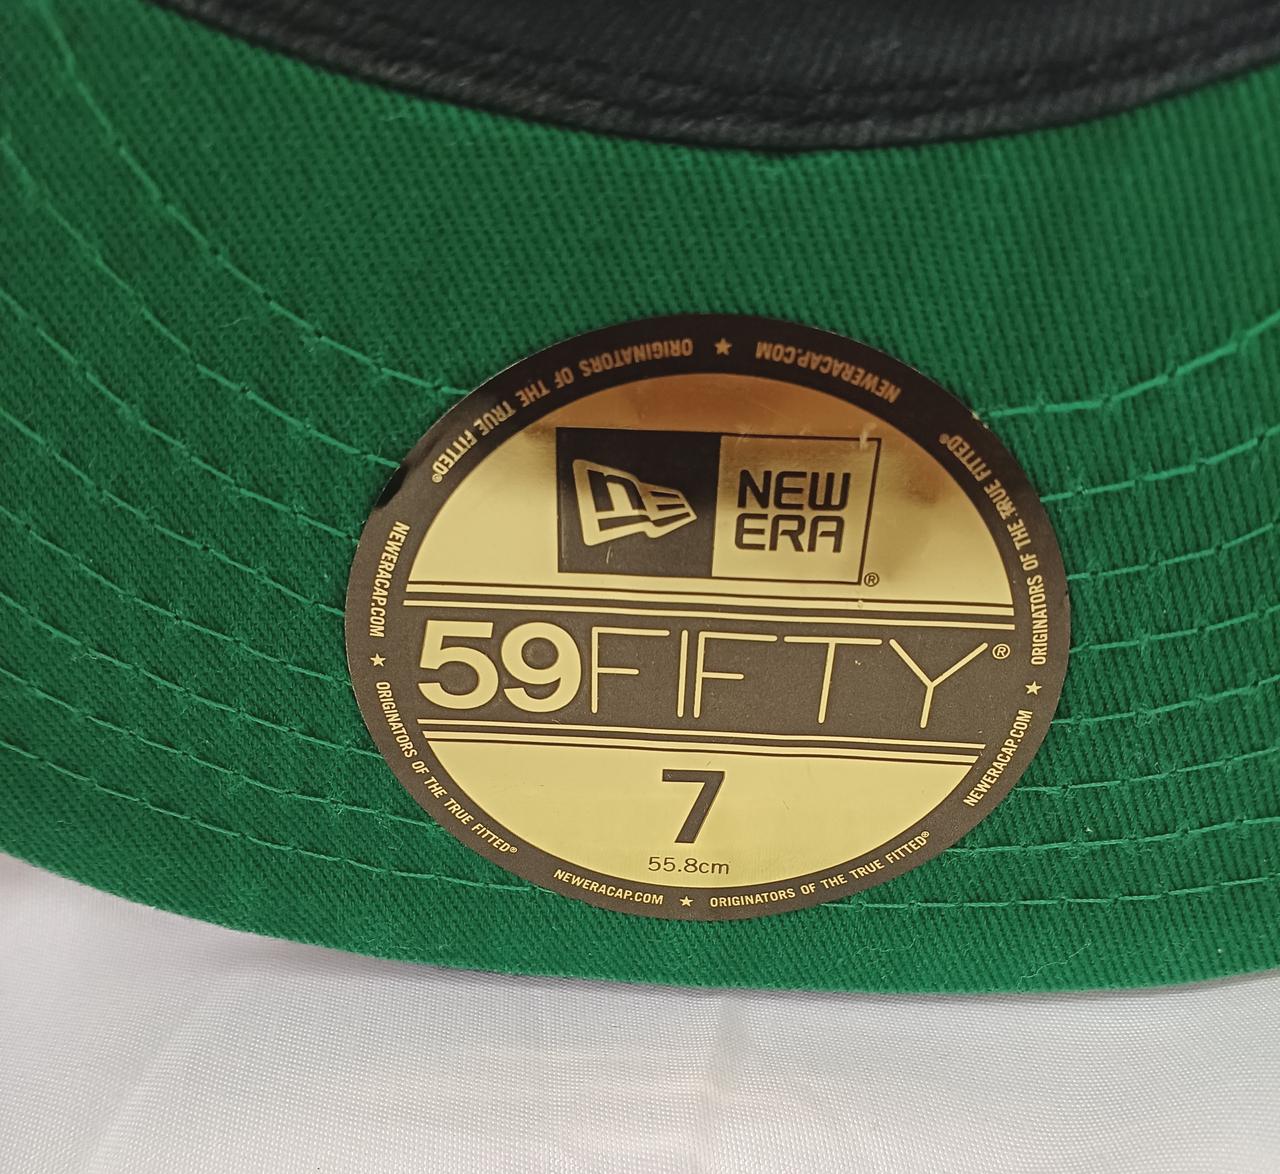 NEWERACAP.COM ★ ORIGINATORS OF THE TRUE FITTED®
NEWERACAP.COM ★ ORIGINATORS OF THE TRUE FITTED®
NEWERACAP.COM ★ ORIGINATORS OF THE TRUE FITTED®
NEWERACAP.COM ★ ORIGINATORS OF THE TRUE FITTED®
NE
NEW
ERA
®
59FIFTY®
7
55.8cm